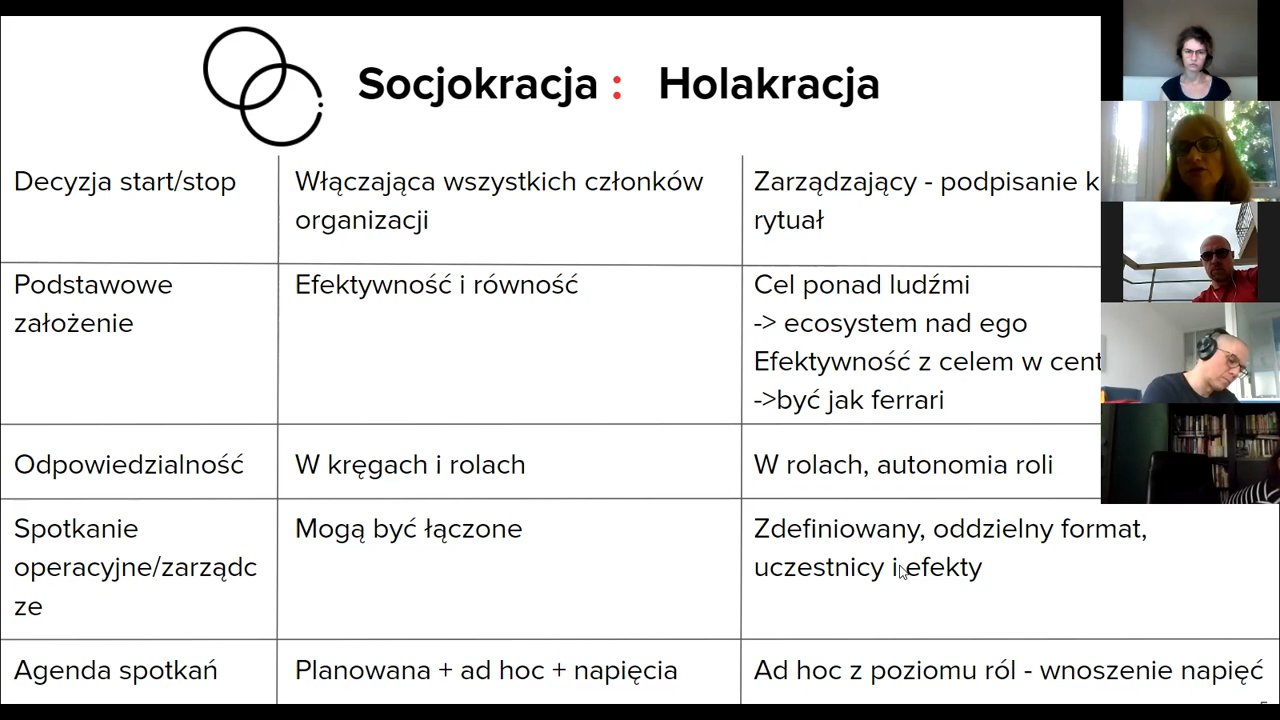 Socjokracja : Holakracja
Decyzja start/stop
Włączająca wszystkich członków
organizacji
Zarządzający - podpisanie
rytuał
Podstawowe
założenie
Efektywność i równość
Cel ponad ludźmi
-> ecosystem nad ego
Efektywność z celem w
->być jak ferrari
Odpowiedzialność
W kręgach i rolach
W rolach, autonomia roli
Spotkanie
operacyjne/zarządc
ze
Mogą być łączone
Zdefiniowany, oddzielny format,
uczestnicy i efekty
Agenda spotkań
Planowana + ad hoc + napięcia
Ad hoc z poziomu ról - wnoszenie napięć